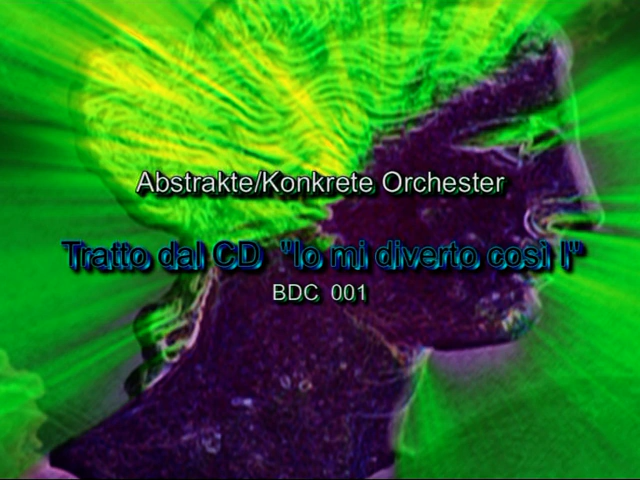 Abstrakte/Konkrete Orchester
Tratto dal CD "Io mi diverto così I"
BDC 001